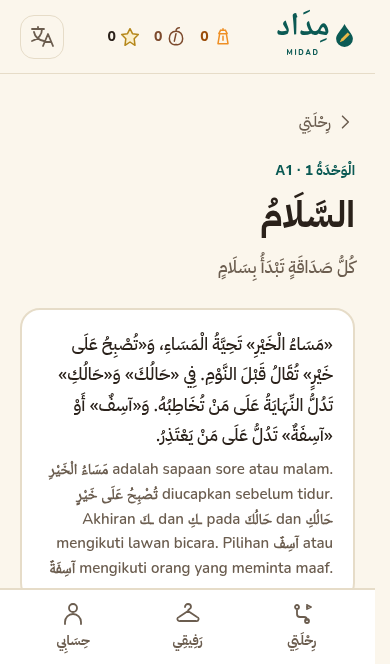 مِدَاد
MIDAD
0
0
0
رِحْلَتِي
الْوَحْدَةُ 1 · A1
السَّلَامُ
كُلُّ صَدَاقَةٍ تَبْدَأُ بِسَلَامٍ
«مَسَاءُ الْخَيْرِ» تَحِيَّةُ الْمَسَاءِ، وَ«تُصْبِحُ عَلَى
خَيْرٍ» تُقَالُ قَبْلَ النَّوْمِ. فِي «حَالُكَ» وَ«حَالُكِ»
تَدُلُّ النِّهَايَةُ عَلَى مَنْ تُخَاطِبُهُ. وَ«آسِفٌ» أَوْ
«آسِفَةٌ» تَدُلُّ عَلَى مَنْ يَعْتَذِرُ.
مَسَاءُ الْخَيْرِ adalah sapaan sore atau malam.
تُصْبِحُ عَلَى خَيْرٍ diucapkan sebelum tidur.
Akhiran ـكَ dan ـكِ pada حَالُكَ dan حَالُكِ
mengikuti lawan bicara. Pilihan آسِفٌ atau
آسِفَةٌ mengikuti orang yang meminta maaf.
رِحْلَتِي
رَفِيقِي
حِسَابِي